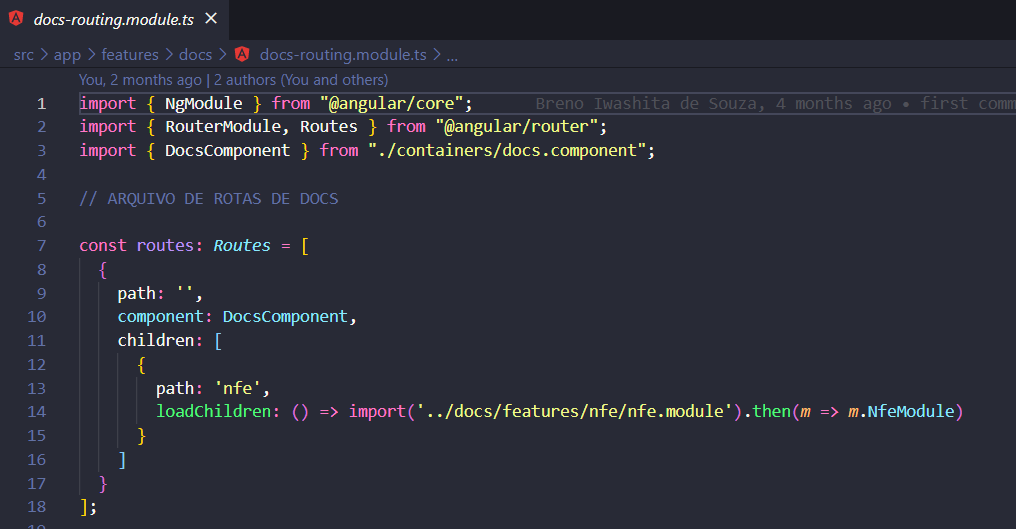 docs-routing.module.ts ×
src > app > features > docs > docs-routing.module.ts > ...
You, 2 months ago | 2 authors (You and others)
1 import { NgModule } from "@angular/core"; Breno Iwashita de Souza, 4 months ago • first comm
2 import { RouterModule, Routes } from "@angular/router";
3 import { DocsComponent } from "./containers/docs.component";
4
5 // ARQUIVO DE ROTAS DE DOCS
6
7 const routes: Routes = [
8 {
9 path: '',
10 component: DocsComponent,
11 children: [
12 {
13 path: 'nfe',
14 loadChildren: () => import('../docs/features/nfe/nfe.module').then(m => m.NfeModule)
15 }
16 ]
17 }
18 ];